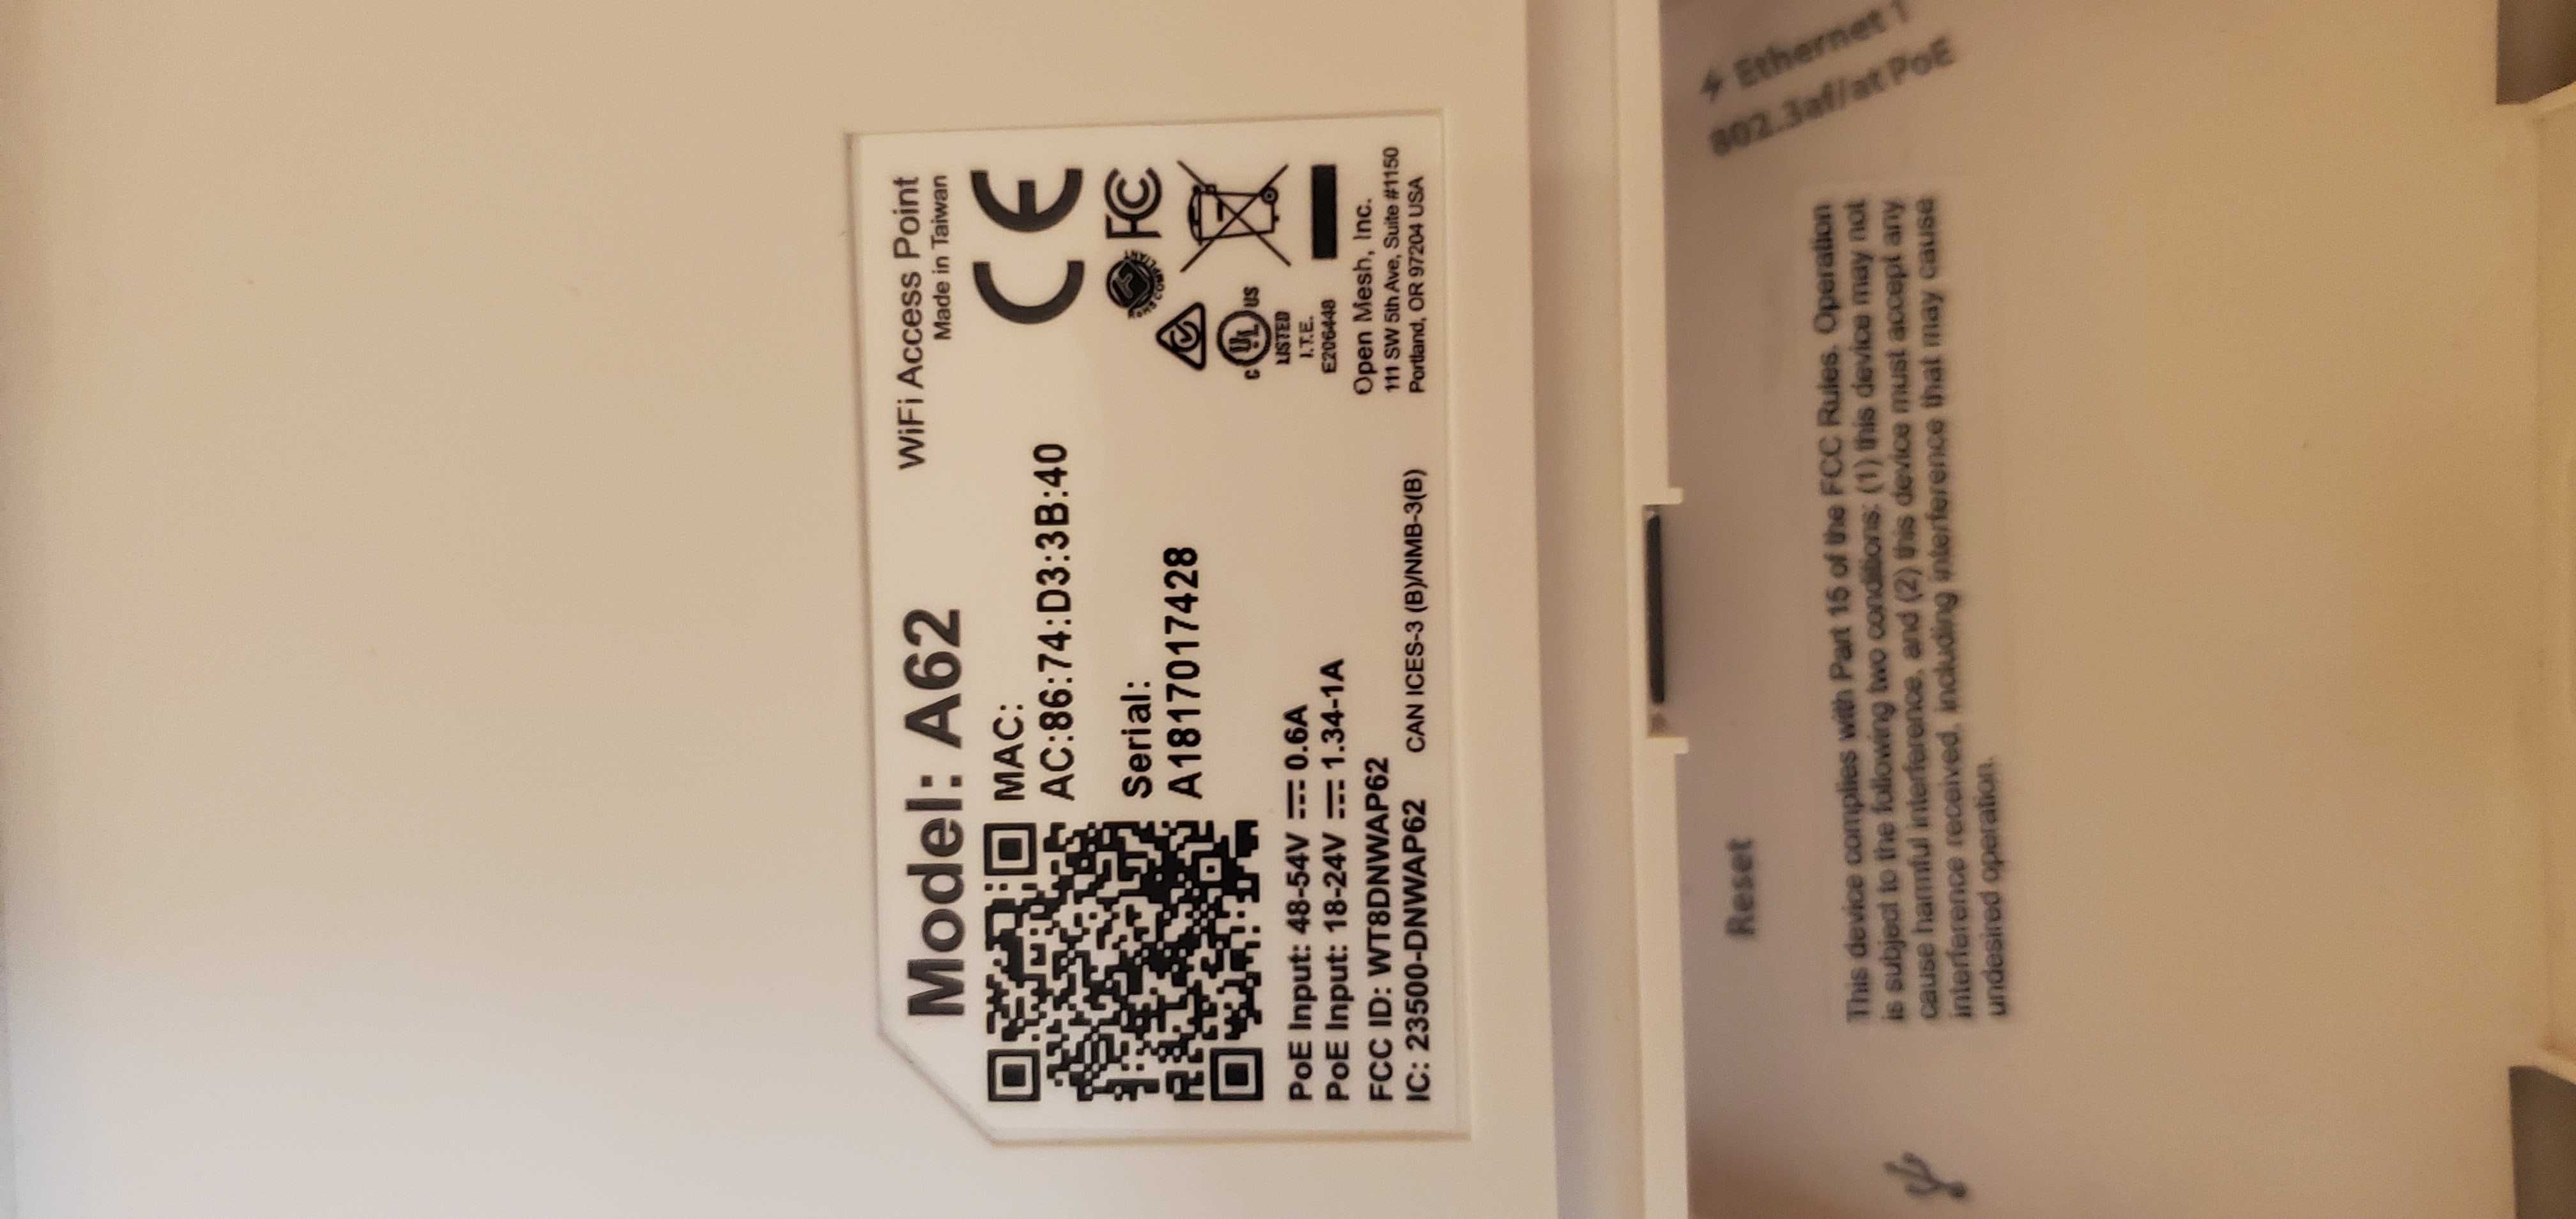 Model: A62
WiFi Access Point
Made in Taiwan
MAC:
AC:86:74:D3:3B:40
Serial:
A1817017428
CE
FC
c UL US
LISTED
I.T.E.
E206448
PoE Input: 48-54V ⎓ 0.6A
PoE Input: 18-24V ⎓ 1.34-1A
FCC ID: WT8DNWAP62
IC: 23500-DNWAP62 CAN ICES-3 (B)/NMB-3(B)
Open Mesh, Inc.
111 SW 5th Ave, Suite #1150
Portland, OR 97204 USA
Ethernet 1
802.3af/at PoE
Reset
This device complies with Part 15 of the FCC Rules. Operation
is subject to the following two conditions: (1) this device may not
cause harmful interference, and (2) this device must accept any
interference received, including interference that may cause
undesired operation.